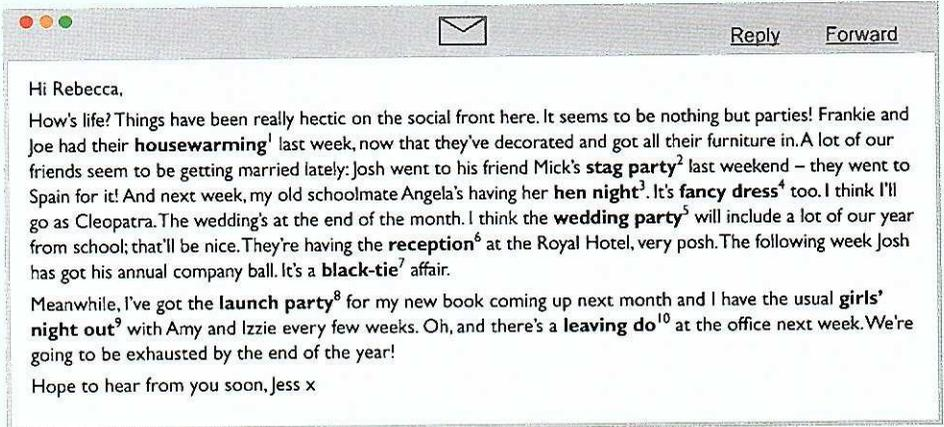 Reply Forward
Hi Rebecca,
How's life? Things have been really hectic on the social front here. It seems to be nothing but parties! Frankie and
Joe had their housewarming¹ last week, now that they've decorated and got all their furniture in. A lot of our
friends seem to be getting married lately: Josh went to his friend Mick's stag party² last weekend – they went to
Spain for it! And next week, my old schoolmate Angela's having her hen night³. It's fancy dress⁴ too. I think I'll
go as Cleopatra. The wedding's at the end of the month. I think the wedding party⁵ will include a lot of our year
from school; that'll be nice. They're having the reception⁶ at the Royal Hotel, very posh. The following week Josh
has got his annual company ball. It's a black-tie⁷ affair.
Meanwhile, I've got the launch party⁸ for my new book coming up next month and I have the usual girls'
night out⁹ with Amy and Izzie every few weeks. Oh, and there's a leaving do¹⁰ at the office next week. We're
going to be exhausted by the end of the year!
Hope to hear from you soon, Jess x